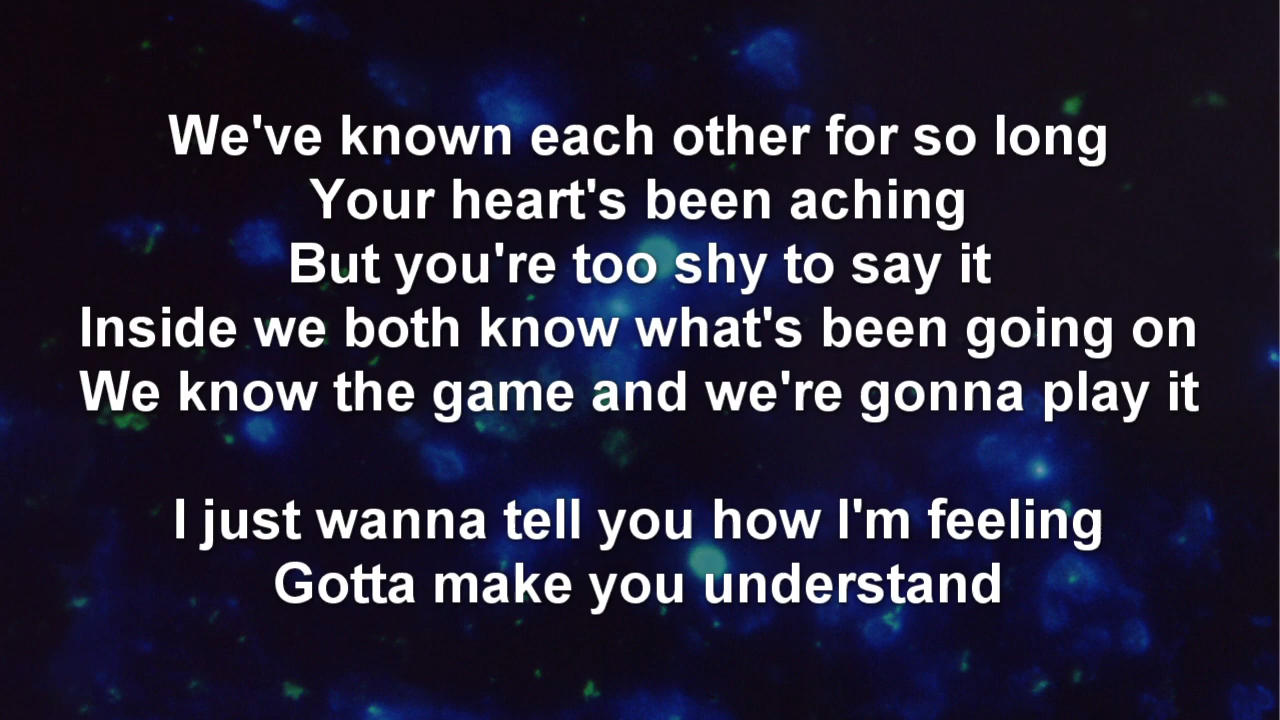 We've known each other for so long
Your heart's been aching
But you're too shy to say it
Inside we both know what's been going on
We know the game and we're gonna play it
I just wanna tell you how I'm feeling
Gotta make you understand